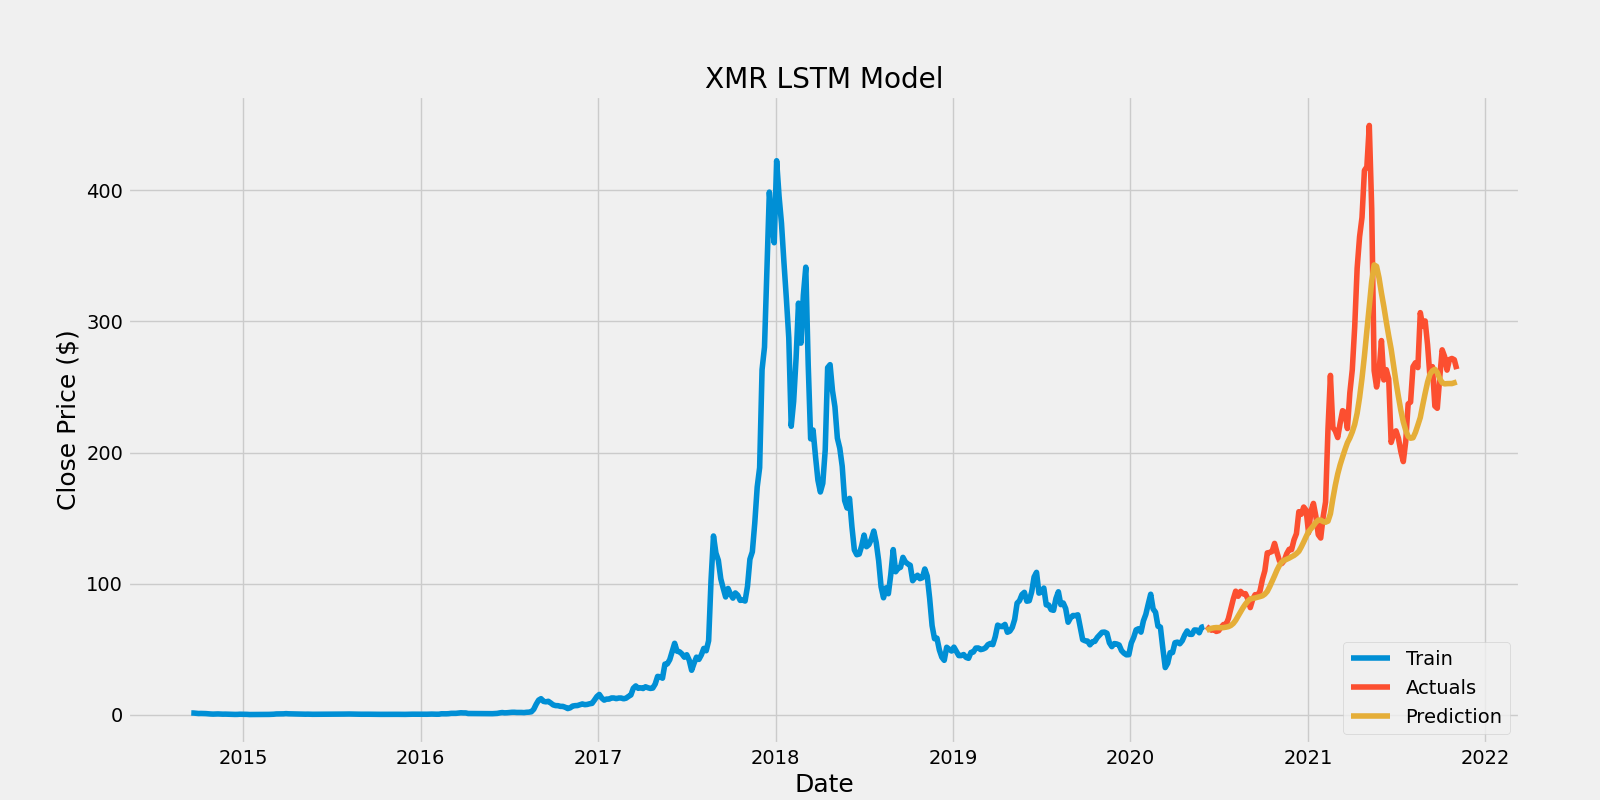 XMR LSTM Model
Close Price ($)
400
300
200
100
0
2015 2016 2017 2018 2019 2020 2021 2022
Date
Train
Actuals
Prediction